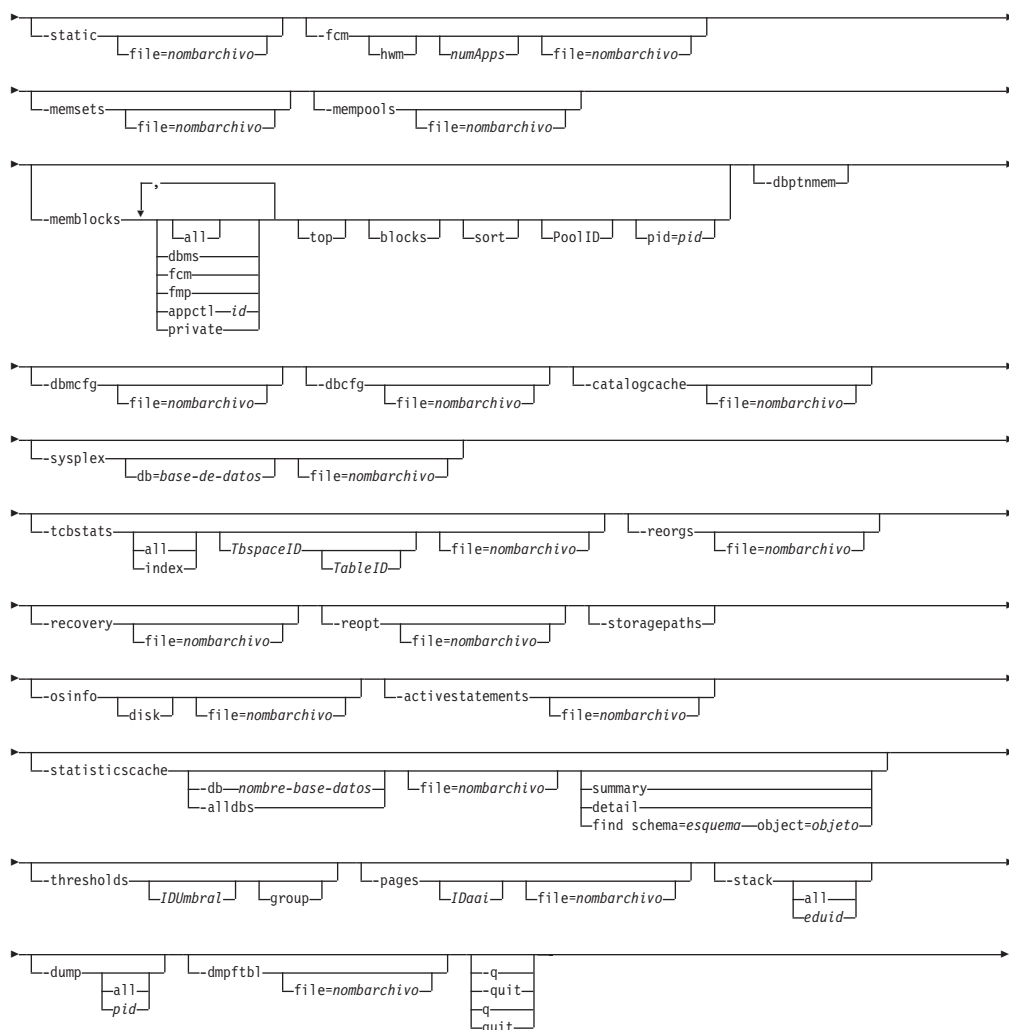 -static -fcm
file=nombarchivo hwm numApps file=nombarchivo
-memsets -mempools
file=nombarchivo file=nombarchivo
,
-dbptnmem
-memblocks
all top blocks sort PoolID pid=pid
dbms
fcm
fmp
appctl id
private
-dbmcfg -dbcfg -catalogcache
file=nombarchivo file=nombarchivo file=nombarchivo
-sysplex
db=base-de-datos file=nombarchivo
-tcbstats -reorgs
all TbspaceID file=nombarchivo file=nombarchivo
index TableID
-recovery -reopt -storagepaths
file=nombarchivo file=nombarchivo
-osinfo -activestatements
disk file=nombarchivo file=nombarchivo
-statisticscache
-db nombre-base-datos file=nombarchivo summary
-alldbs detail
find schema=esquema object=objeto
-thresholds -pages -stack
IDUmbral group IDaai file=nombarchivo all
eduid
-dump -dmpftbl -q
all file=nombarchivo -quit
pid q
quit